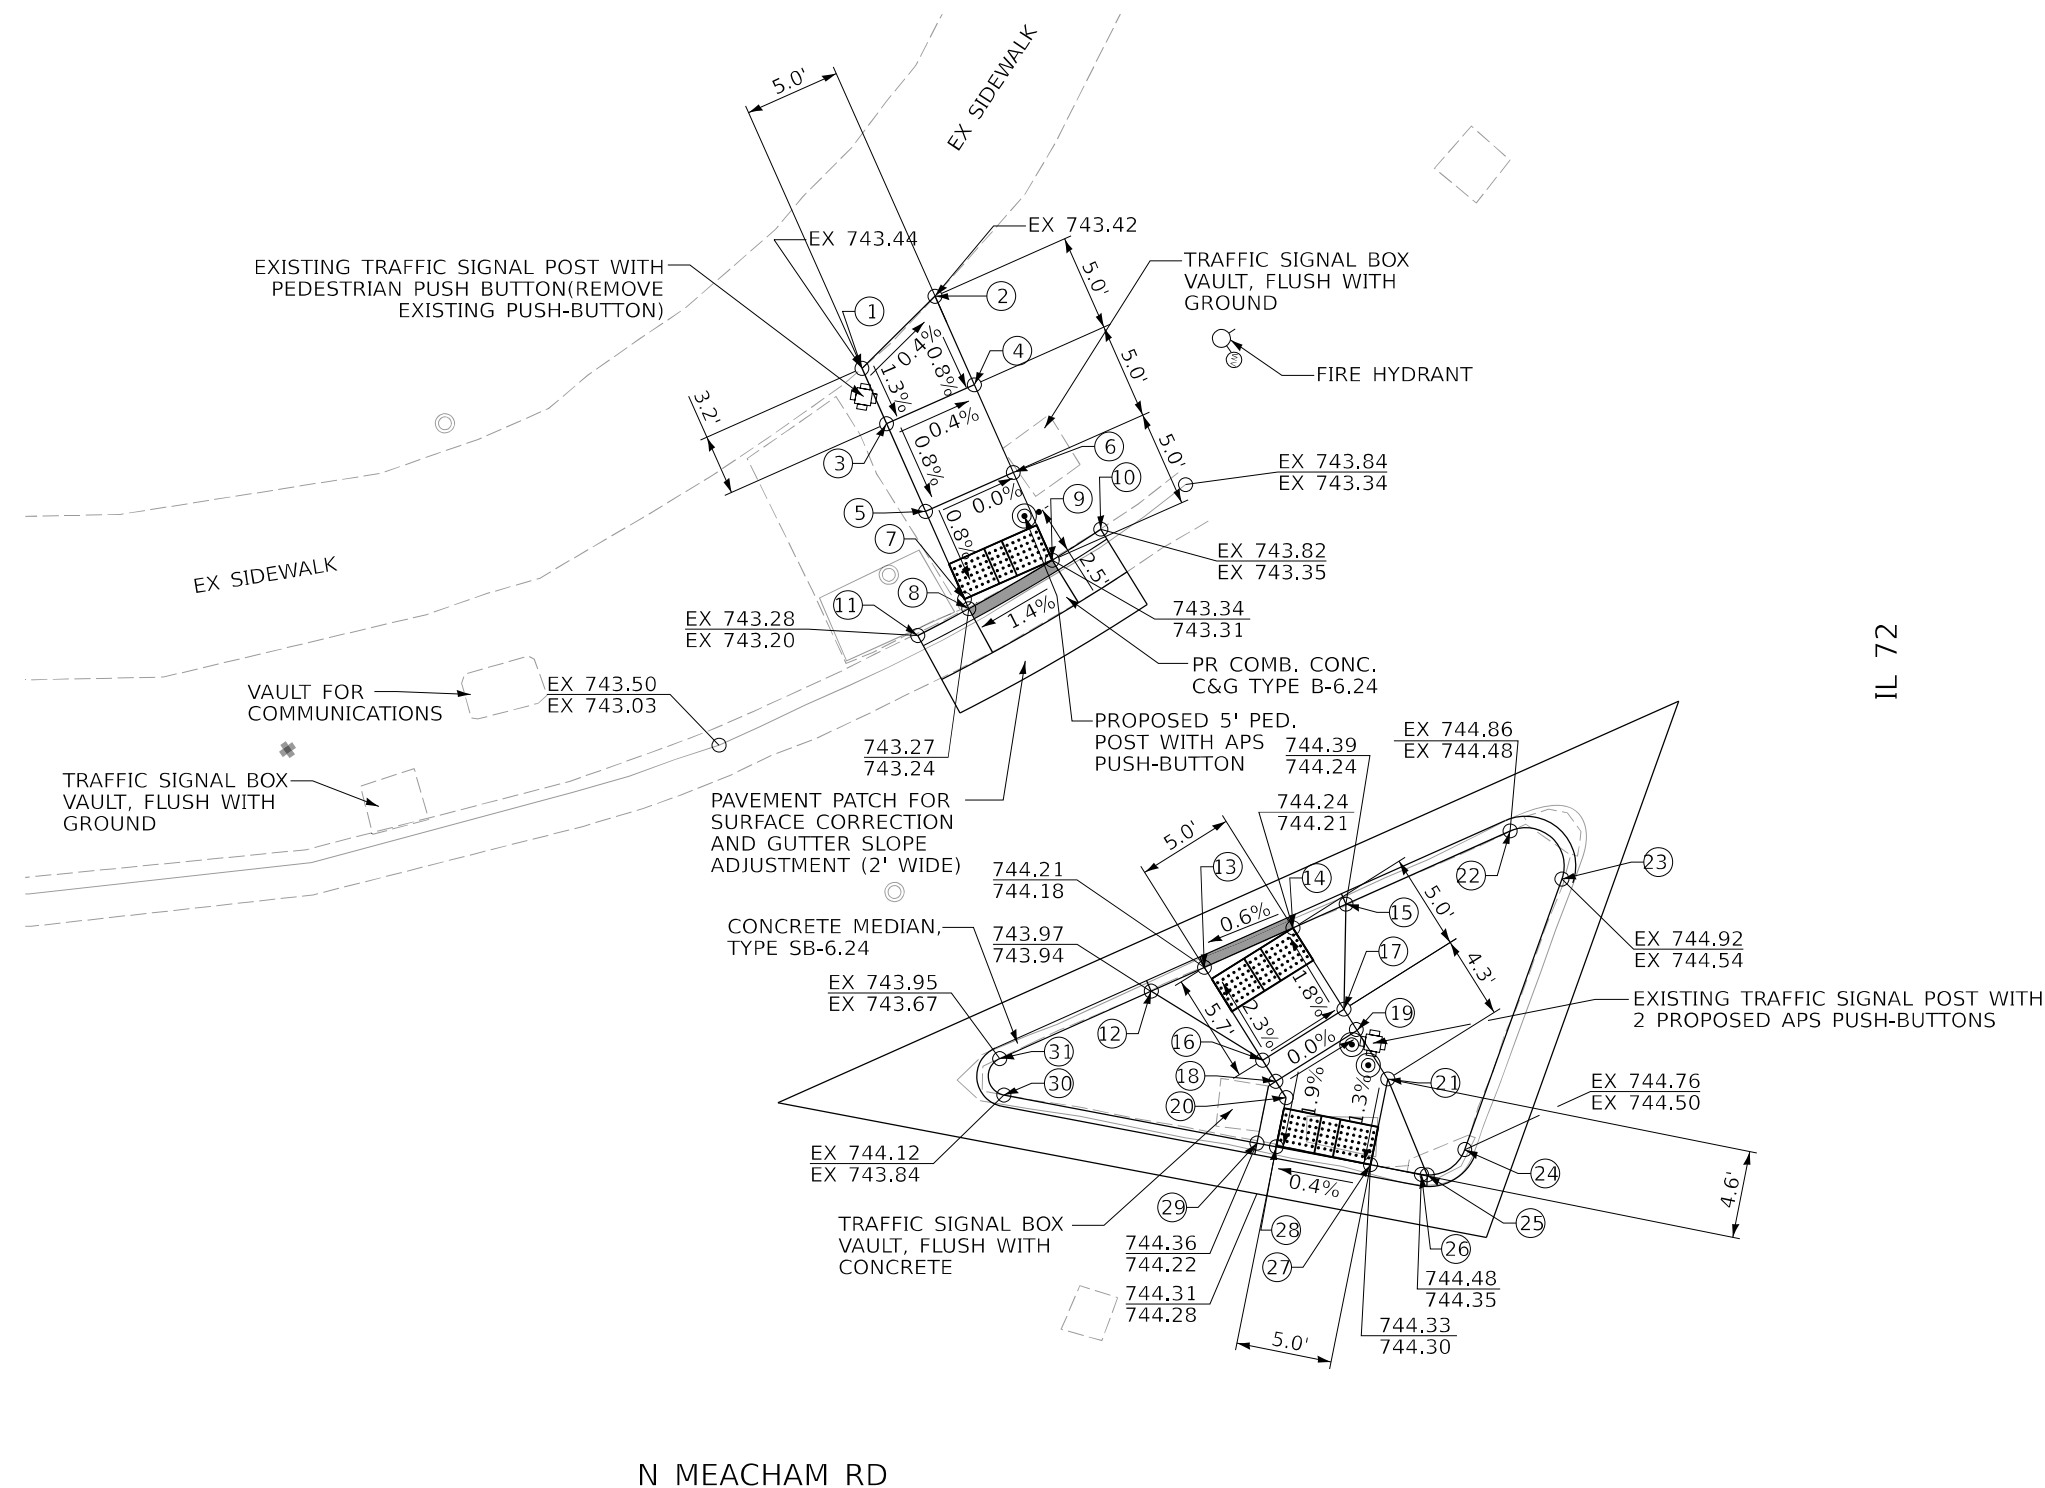 EX SIDEWALK
5.0'
EX 743.44
EX 743.42
EXISTING TRAFFIC SIGNAL POST WITH
PEDESTRIAN PUSH BUTTON(REMOVE
EXISTING PUSH-BUTTON)
TRAFFIC SIGNAL BOX
VAULT, FLUSH WITH
GROUND
5.0'
1
2
0.4%
0.8%
1.3%
4
5.0'
FIRE HYDRANT
3.2'
0.4%
3
0.8%
6
5.0'
10
EX 743.84
EX 743.34
0.0%
9
5
0.8%
7
2.5'
EX 743.82
EX 743.35
EX SIDEWALK
8
11
1.4%
EX 743.28
EX 743.20
743.34
743.31
IL 72
PR COMB. CONC.
C&G TYPE B-6.24
VAULT FOR
COMMUNICATIONS
EX 743.50
EX 743.03
PROPOSED 5' PED.
POST WITH APS
PUSH-BUTTON
743.27
743.24
744.39
744.24
EX 744.86
EX 744.48
TRAFFIC SIGNAL BOX
VAULT, FLUSH WITH
GROUND
PAVEMENT PATCH FOR
SURFACE CORRECTION
AND GUTTER SLOPE
ADJUSTMENT (2' WIDE)
744.24
744.21
5.0'
744.21
744.18
13
14
22
23
5.0'
0.6%
15
CONCRETE MEDIAN,
TYPE SB-6.24
743.97
743.94
17
4.3'
EX 744.92
EX 744.54
EX 743.95
EX 743.67
1.8%
2.3%
5.7'
12
19
EXISTING TRAFFIC SIGNAL POST WITH
2 PROPOSED APS PUSH-BUTTONS
16
0.0%
31
30
18
20
1.9%
1.3%
21
EX 744.76
EX 744.50
EX 744.12
EX 743.84
24
0.4%
4.6'
29
28
25
TRAFFIC SIGNAL BOX
VAULT, FLUSH WITH
CONCRETE
744.36
744.22
27
26
744.31
744.28
744.48
744.35
5.0'
744.33
744.30
N MEACHAM RD